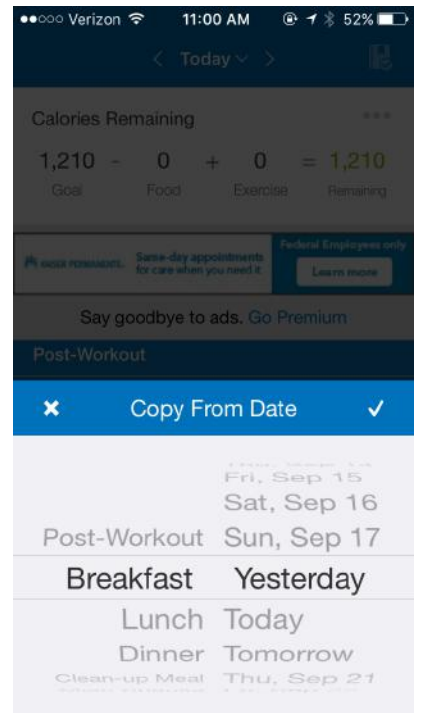 Verizon 11:00 AM 52%
Today
Calories Remaining
1,210 - 0 + 0 = 1,210
Goal Food Exercise Remaining
KAISER PERMANENTE. Same-day appointments for care when you need it Federal Employees only
Learn more
Say goodbye to ads. Go Premium
Post-Workout
Copy From Date
Fri, Sep 15
Sat, Sep 16
Post-Workout Sun, Sep 17
Breakfast Yesterday
Lunch Today
Dinner Tomorrow
Clean-up Meal Thu, Sep 21